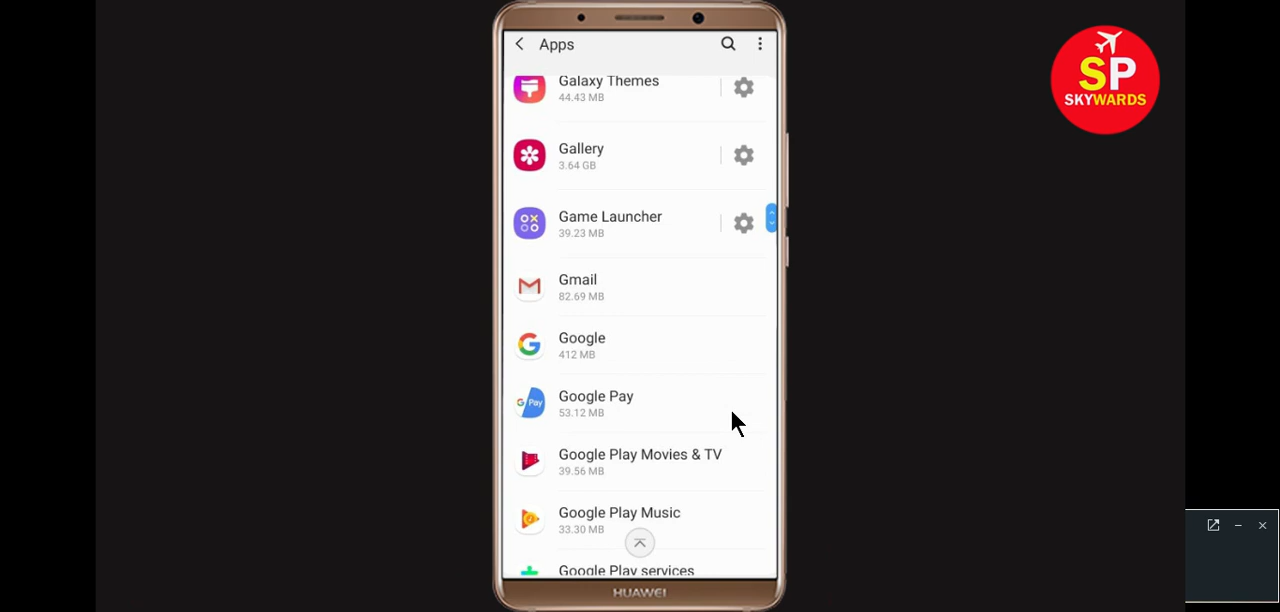 Apps
SP
SKYWARDS
Galaxy Themes
44.43 MB
Gallery
3.64 GB
Game Launcher
39.23 MB
Gmail
82.69 MB
Google
412 MB
G Pay
Google Pay
53.12 MB
Google Play Movies & TV
39.56 MB
Google Play Music
33.30 MB
Google Play services
HUAWEI